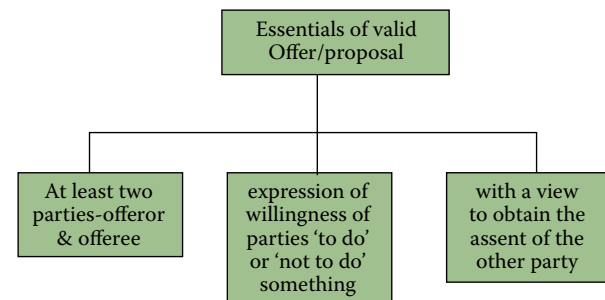 Essentials of valid
Offer/proposal
At least two
parties-offeror
& offeree
expression of
willingness of
parties ‘to do’
or ‘not to do’
something
with a view
to obtain the
assent of the
other party